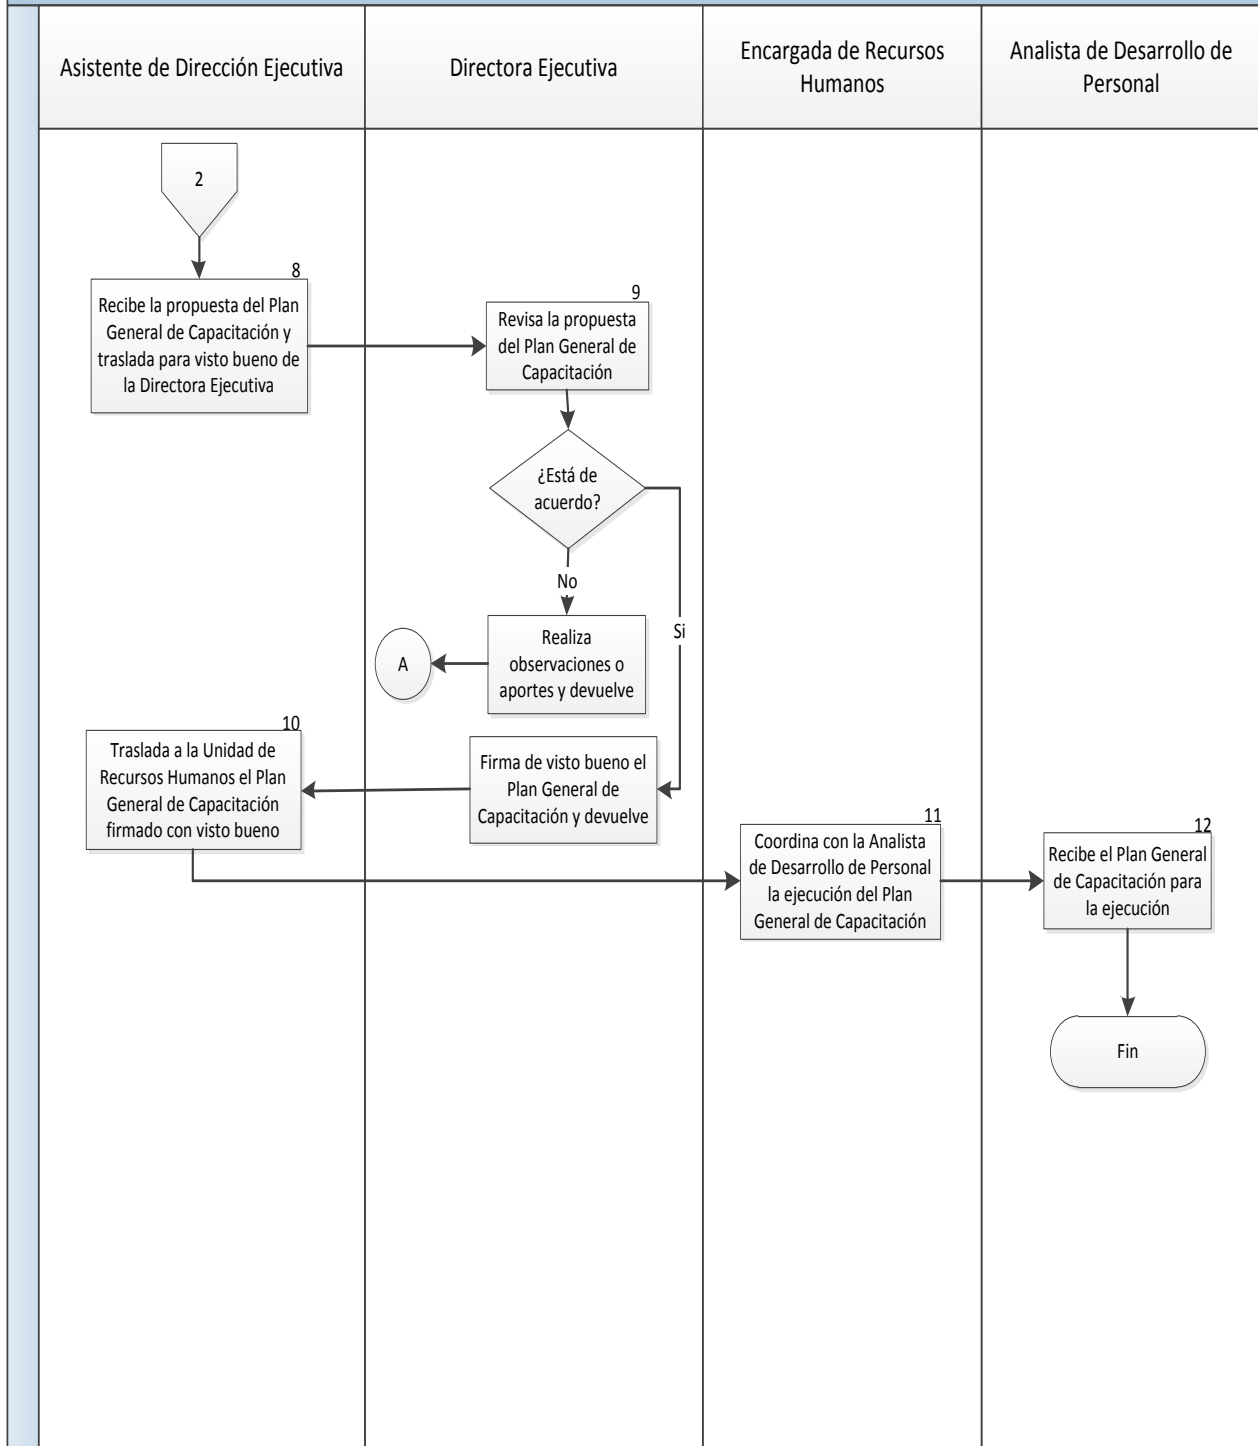 Asistente de Dirección Ejecutiva
Directora Ejecutiva
Encargada de Recursos
Humanos
Analista de Desarrollo de
Personal
2
8
Recibe la propuesta del Plan
General de Capacitación y
traslada para visto bueno de
la Directora Ejecutiva
9
Revisa la propuesta
del Plan General de
Capacitación
¿Está de
acuerdo?
No
Si
Realiza
observaciones o
aportes y devuelve
A
Firma de visto bueno el
Plan General de
Capacitación y devuelve
10
Traslada a la Unidad de
Recursos Humanos el Plan
General de Capacitación
firmado con visto bueno
11
Coordina con la Analista
de Desarrollo de Personal
la ejecución del Plan
General de Capacitación
12
Recibe el Plan General
de Capacitación para
la ejecución
Fin